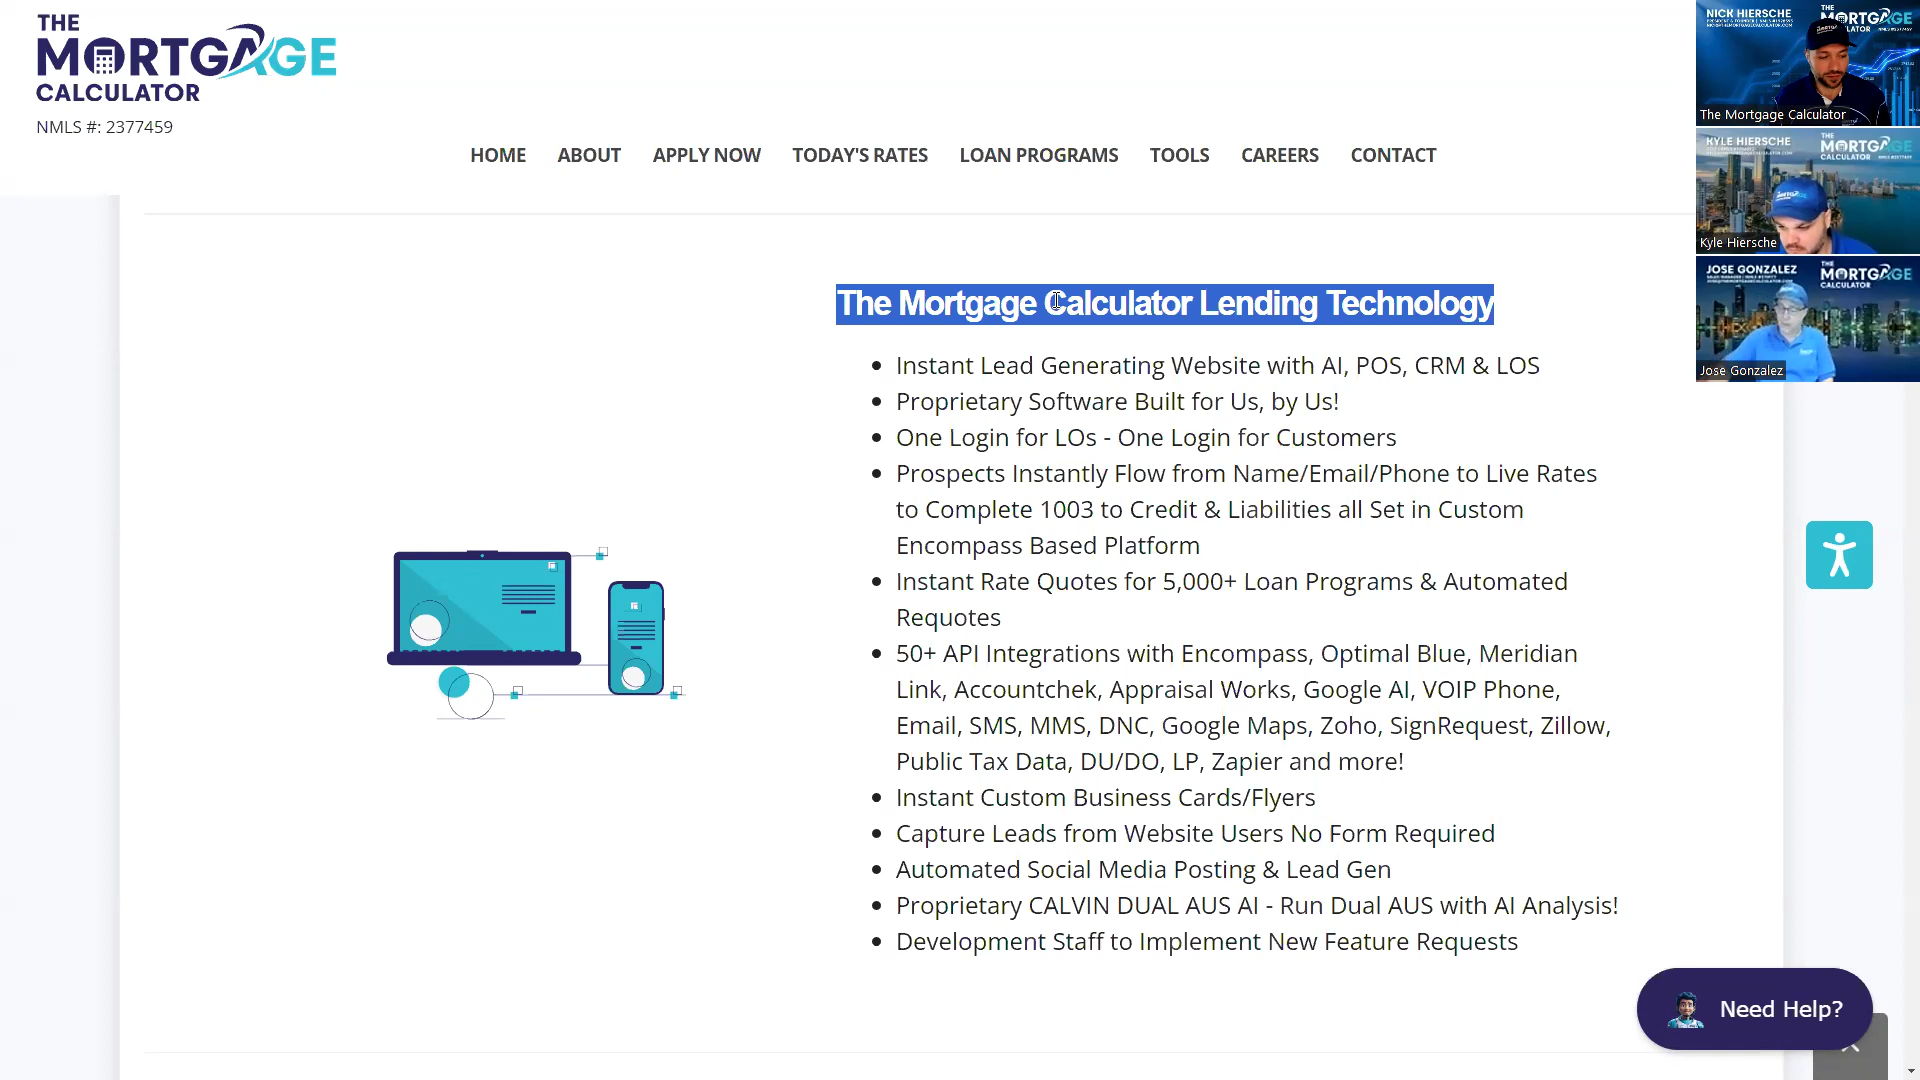 THE
MORTGAGE
CALCULATOR
NMLS #: 2377459
HOME
ABOUT
APPLY NOW
TODAY'S RATES
LOAN PROGRAMS
TOOLS
CAREERS
CONTACT
The Mortgage Calculator Lending Technology
Instant Lead Generating Website with AI, POS, CRM & LOS
Proprietary Software Built for Us, by Us!
One Login for LOs - One Login for Customers
Prospects Instantly Flow from Name/Email/Phone to Live Rates
to Complete 1003 to Credit & Liabilities all Set in Custom
Encompass Based Platform
Instant Rate Quotes for 5,000+ Loan Programs & Automated
Requotes
50+ API Integrations with Encompass, Optimal Blue, Meridian
Link, Accountchek, Appraisal Works, Google AI, VOIP Phone,
Email, SMS, MMS, DNC, Google Maps, Zoho, SignRequest, Zillow,
Public Tax Data, DU/DO, LP, Zapier and more!
Instant Custom Business Cards/Flyers
Capture Leads from Website Users No Form Required
Automated Social Media Posting & Lead Gen
Proprietary CALVIN DUAL AUS AI - Run Dual AUS with AI Analysis!
Development Staff to Implement New Feature Requests
Need Help?
NICK HIERSCHE
THE
MORTGAGE
The Mortgage Calculator
KYLE HIERSCHE
THE
MORTGAGE
CALCULATOR
Kyle Hiersche
JOSE GONZALEZ
THE
MORTGAGE
CALCULATOR
Jose Gonzalez